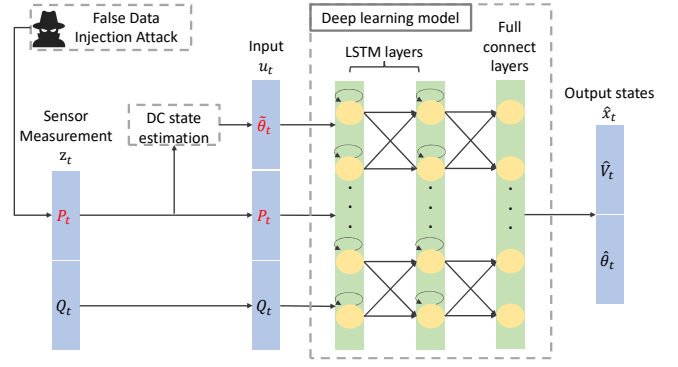 False Data
Injection Attack
Deep learning model
Input
u_t
LSTM layers
Full
connect
layers
Output states
x̂_t
Sensor
Measurement
z_t
DC state
estimation
θ̃_t
V̂_t
P_t
P_t
θ̂_t
Q_t
Q_t